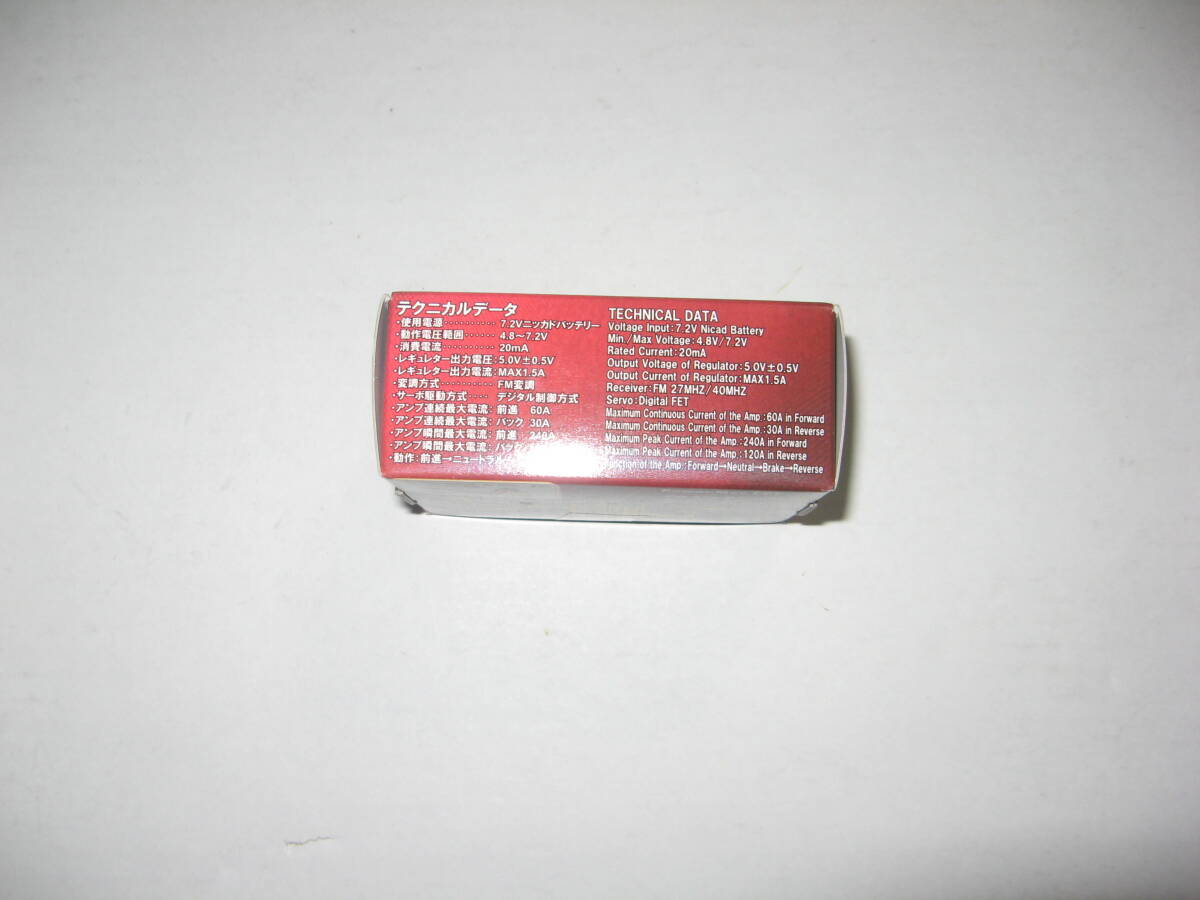 テクニカルデータ
・使用電源・・・・・・・・・・・7.2Vニッカドバッテリー
・動作電圧範囲・・・・・・4.8～7.2V
・消費電流・・・・・・・・・・・20mA
・レギュレター出力電圧:5.0V±0.5V
・レギュレター出力電流:MAX1.5A
・変調方式・・・・・・・・・・・FM変調
・サーボ駆動方式・・・・デジタル制御方式
・アンプ連続最大電流:前進 60A
・アンプ連続最大電流:バック 30A
・アンプ瞬間最大電流:前進 240A
・アンプ瞬間最大電流:バック
・動作:前進→ニュートラル
TECHNICAL DATA
Voltage Input:7.2V Nicad Battery
Min./Max Voltage:4.8V/7.2V
Rated Current:20mA
Output Voltage of Regulator:5.0V±0.5V
Output Current of Regulator:MAX1.5A
Receiver:FM 27MHZ/40MHZ
Servo:Digital FET
Maximum Continuous Current of the Amp:60A in Forward
Maximum Continuous Current of the Amp:30A in Reverse
Maximum Peak Current of the Amp:240A in Forward
Maximum Peak Current of the Amp:120A in Reverse
Function of the Amp:Forward→Neutral→Brake→Reverse